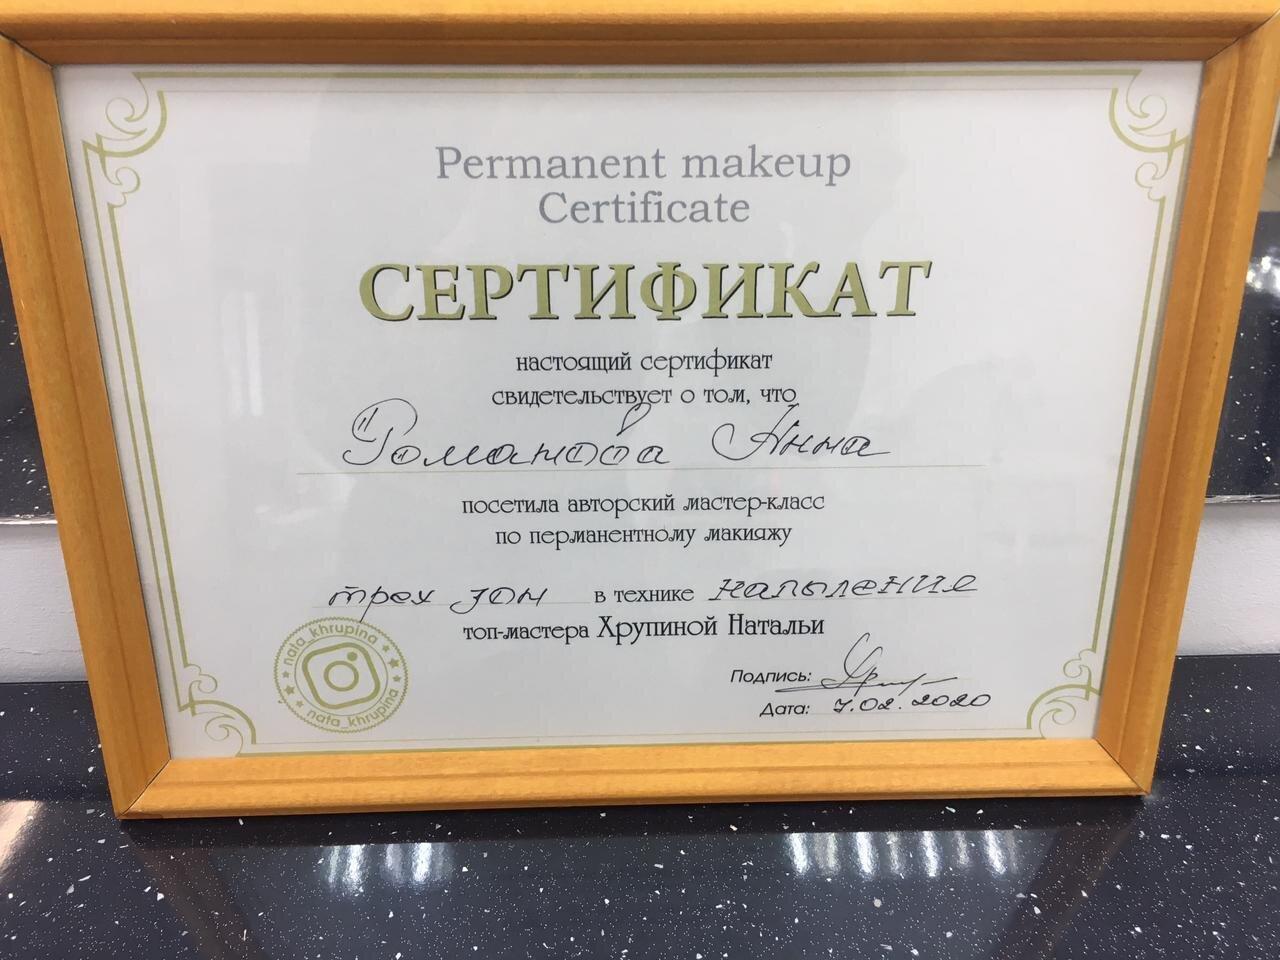 Permanent makeup
Certificate
СЕРТИФИКАТ
настоящий сертификат
свидетельствует о том, что
Романова Анна
посетила авторский мастер-класс
по перманентному макияжу
трех зон в технике напыления
топ-мастера Хрупиной Натальи
nata_khrupina
nata_khrupina
Подпись:
Дата: 7.02.2020